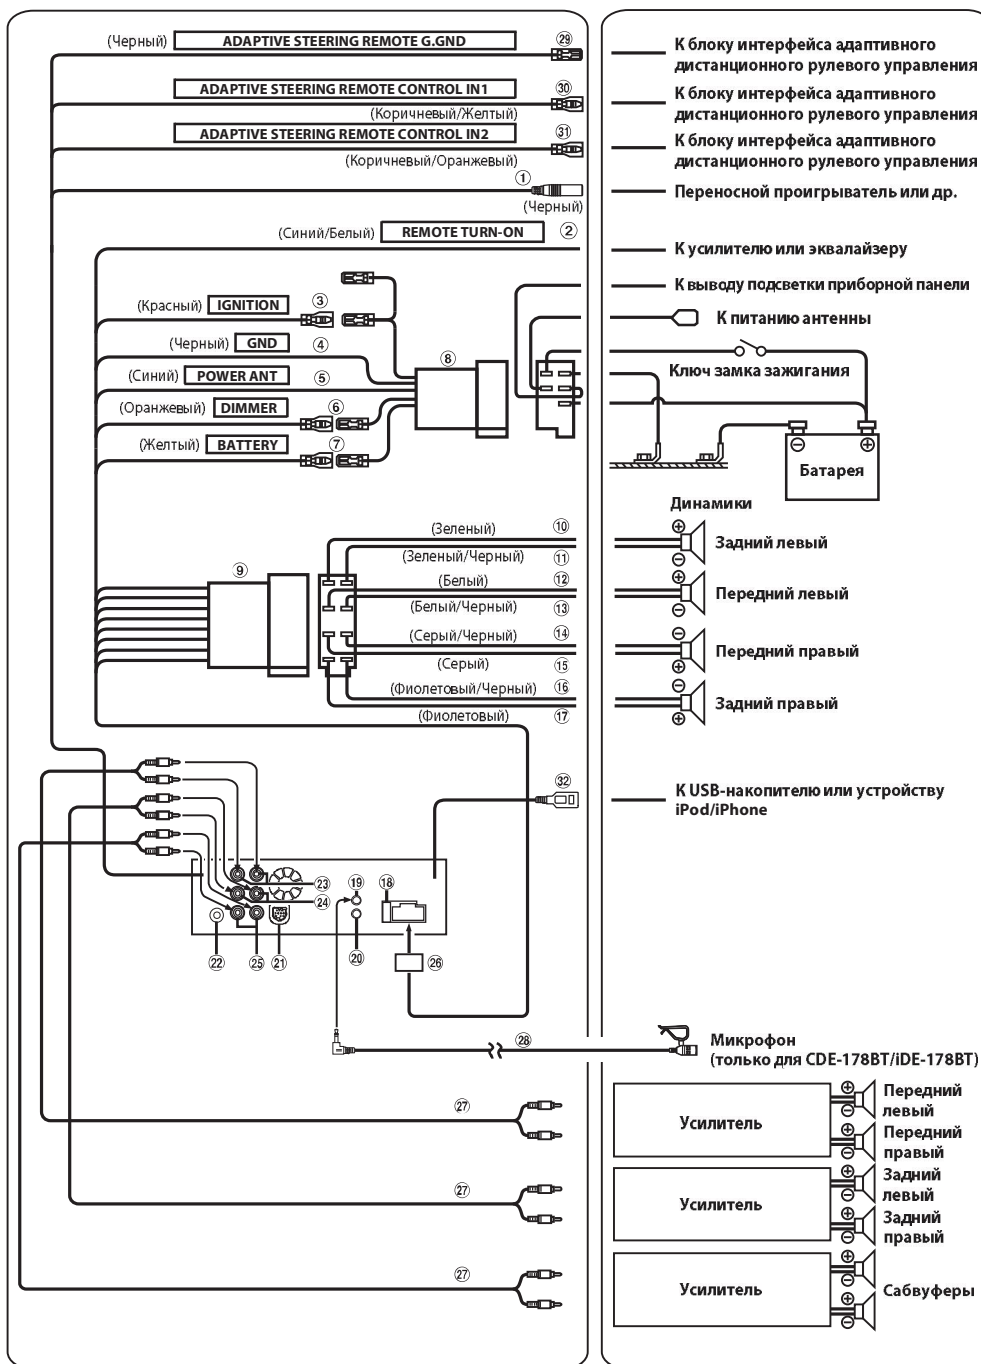 (Черный) ADAPTIVE STEERING REMOTE G.GND 29
К блоку интерфейса адаптивного
дистанционного рулевого управления
ADAPTIVE STEERING REMOTE CONTROL IN1 30
(Коричневый/Желтый)
К блоку интерфейса адаптивного
дистанционного рулевого управления
ADAPTIVE STEERING REMOTE CONTROL IN2 31
(Коричневый/Оранжевый)
К блоку интерфейса адаптивного
дистанционного рулевого управления
1
(Черный)
Переносной проигрыватель или др.
(Синий/Белый) REMOTE TURN-ON 2
К усилителю или эквалайзеру
К выводу подсветки приборной панели
(Красный) IGNITION 3
К питанию антенны
(Черный) GND 4
8
Ключ замка зажигания
(Синий) POWER ANT 5
(Оранжевый) DIMMER 6
(Желтый) BATTERY 7
Батарея
Динамики
(Зеленый) 10
(Зеленый/Черный) 11
Задний левый
9
(Белый) 12
(Белый/Черный) 13
Передний левый
(Серый/Черный) 14
(Серый) 15
Передний правый
(Фиолетовый/Черный) 16
(Фиолетовый) 17
Задний правый
32
К USB-накопителю или устройству
iPod/iPhone
23
24
19
18
22
25
21
20
26
28
Микрофон
(только для CDE-178BT/iDE-178BT)
27
Усилитель
Передний
левый
Передний
правый
27
Усилитель
Задний
левый
Задний
правый
27
Усилитель
Сабвуферы